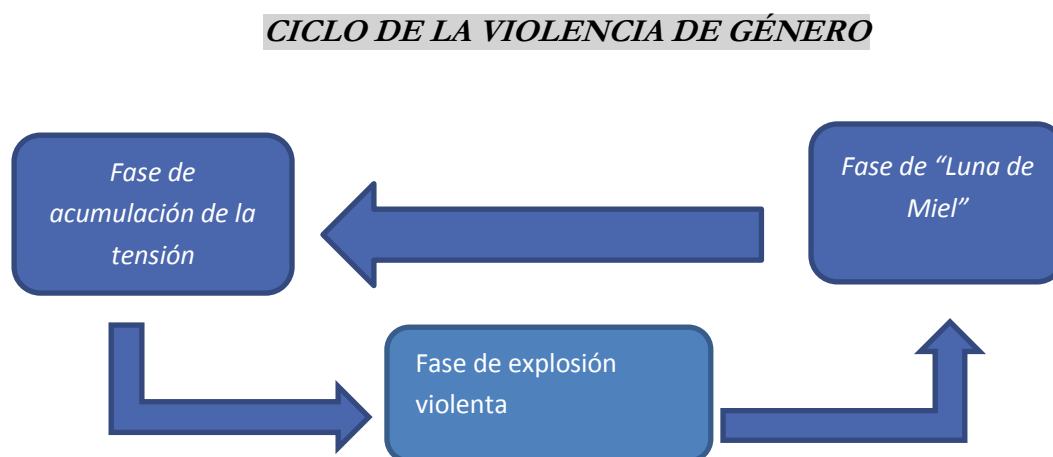 CICLO DE LA VIOLENCIA DE GÉNERO
Fase de
acumulación de la
tensión
Fase de “Luna de
Miel”
Fase de explosión
violenta